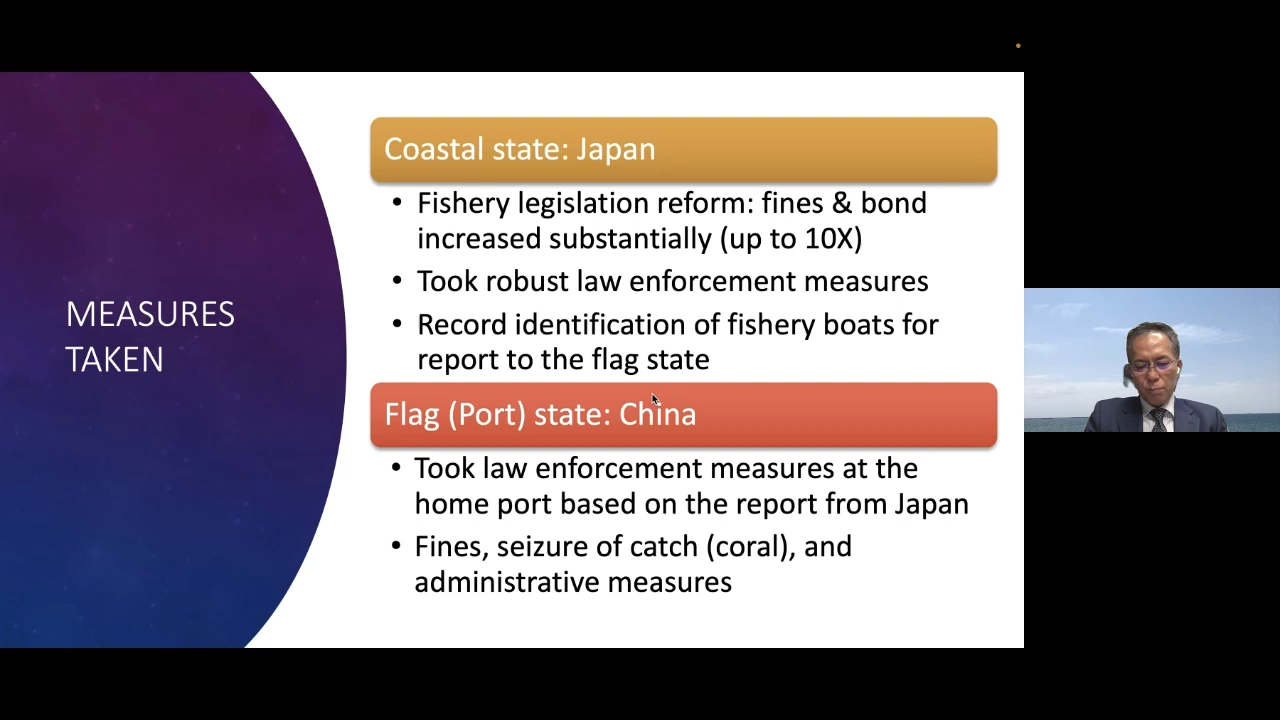 MEASURES
TAKEN
Coastal state: Japan
• Fishery legislation reform: fines & bond
increased substantially (up to 10X)
• Took robust law enforcement measures
• Record identification of fishery boats for
report to the flag state
Flag (Port) state: China
• Took law enforcement measures at the
home port based on the report from Japan
• Fines, seizure of catch (coral), and
administrative measures